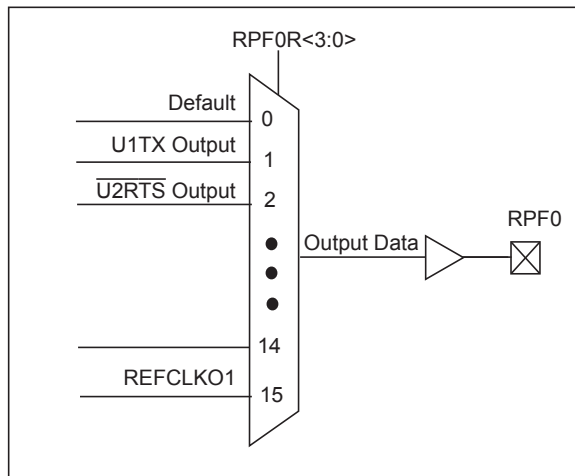 RPF0R<3:0>
Default
0
U1TX Output
1
U2RTS Output
2
RPF0
Output Data
14
REFCLKO1
15